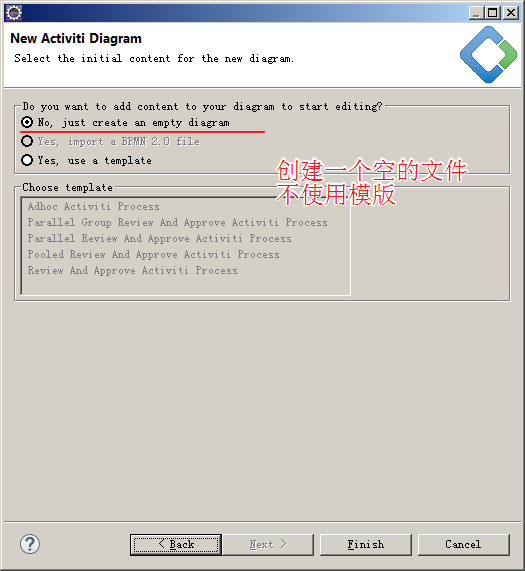 New Activiti Diagram
Select the initial content for the new diagram.
Do you want to add content to your diagram to start editing?
No, just create an empty diagram
Yes, import a BPMN 2.0 file
Yes, use a template
创建一个空的文件
不使用模版
Choose template
Adhoc Activiti Process
Parallel Group Review And Approve Activiti Process
Parallel Review And Approve Activiti Process
Pooled Review And Approve Activiti Process
Review And Approve Activiti Process
?
< Back
Next >
Finish
Cancel